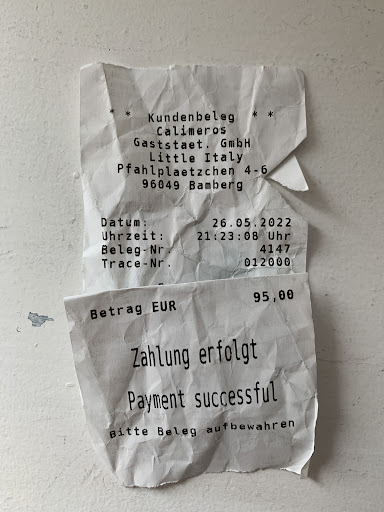 * * Kundenbeleg * *
Calimeros
Gaststaet. GmbH
Little Italy
Pfahlplaetzchen 4-6
96049 Bamberg
Datum: 26.05.2022
Uhrzeit: 21:23:08 Uhr
Beleg-Nr. 4147
Trace-Nr. 012000
Betrag EUR 95,00
Zahlung erfolgt
Payment successful
Bitte Beleg aufbewahren